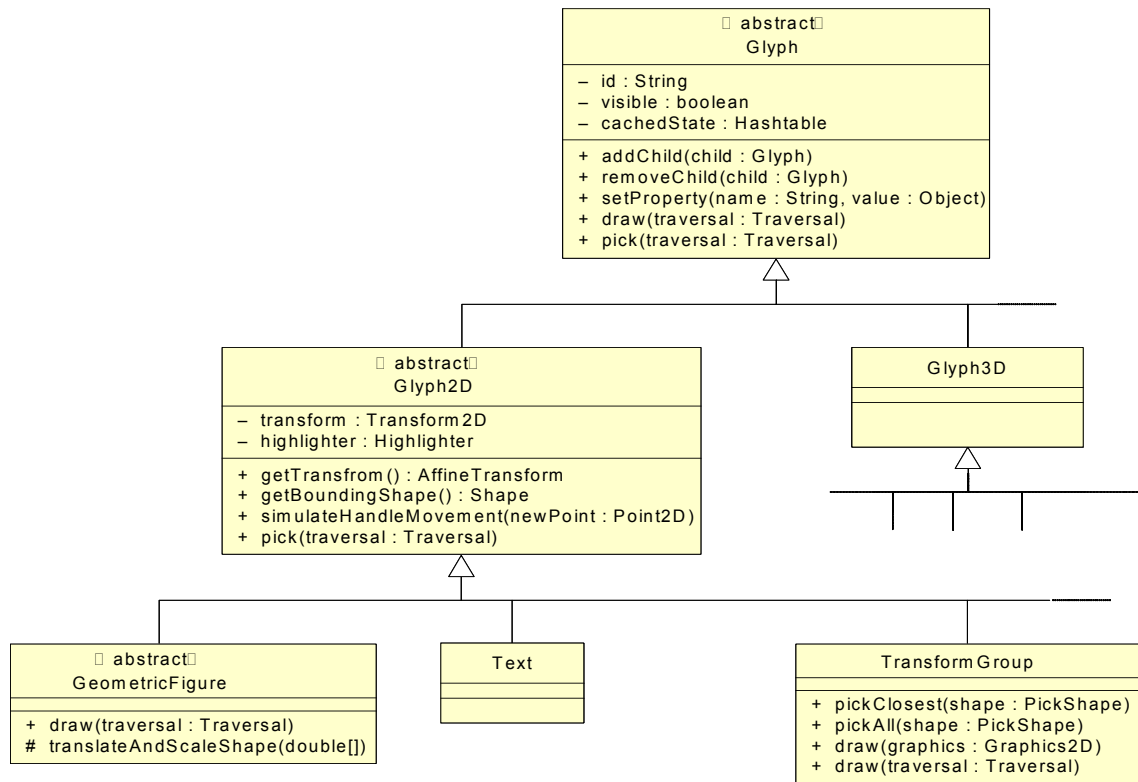 abstract
Glyph
– id : String
– visible : boolean
– cachedState : Hashtable
+ addChild(child : Glyph)
+ removeChild(child : Glyph)
+ setProperty(name : String, value : Object)
+ draw(traversal : Traversal)
+ pick(traversal : Traversal)
abstract
Glyph2D
– transform : Transform2D
– highlighter : Highlighter
+ getTransfrom() : AffineTransform
+ getBoundingShape() : Shape
+ simulateHandleMovement(newPoint : Point2D)
+ pick(traversal : Traversal)
Glyph3D
abstract
GeometricFigure
+ draw(traversal : Traversal)
# translateAndScaleShape(double[])
Text
TransformGroup
+ pickClosest(shape : PickShape)
+ pickAll(shape : PickShape)
+ draw(graphics : Graphics2D)
+ draw(traversal : Traversal)